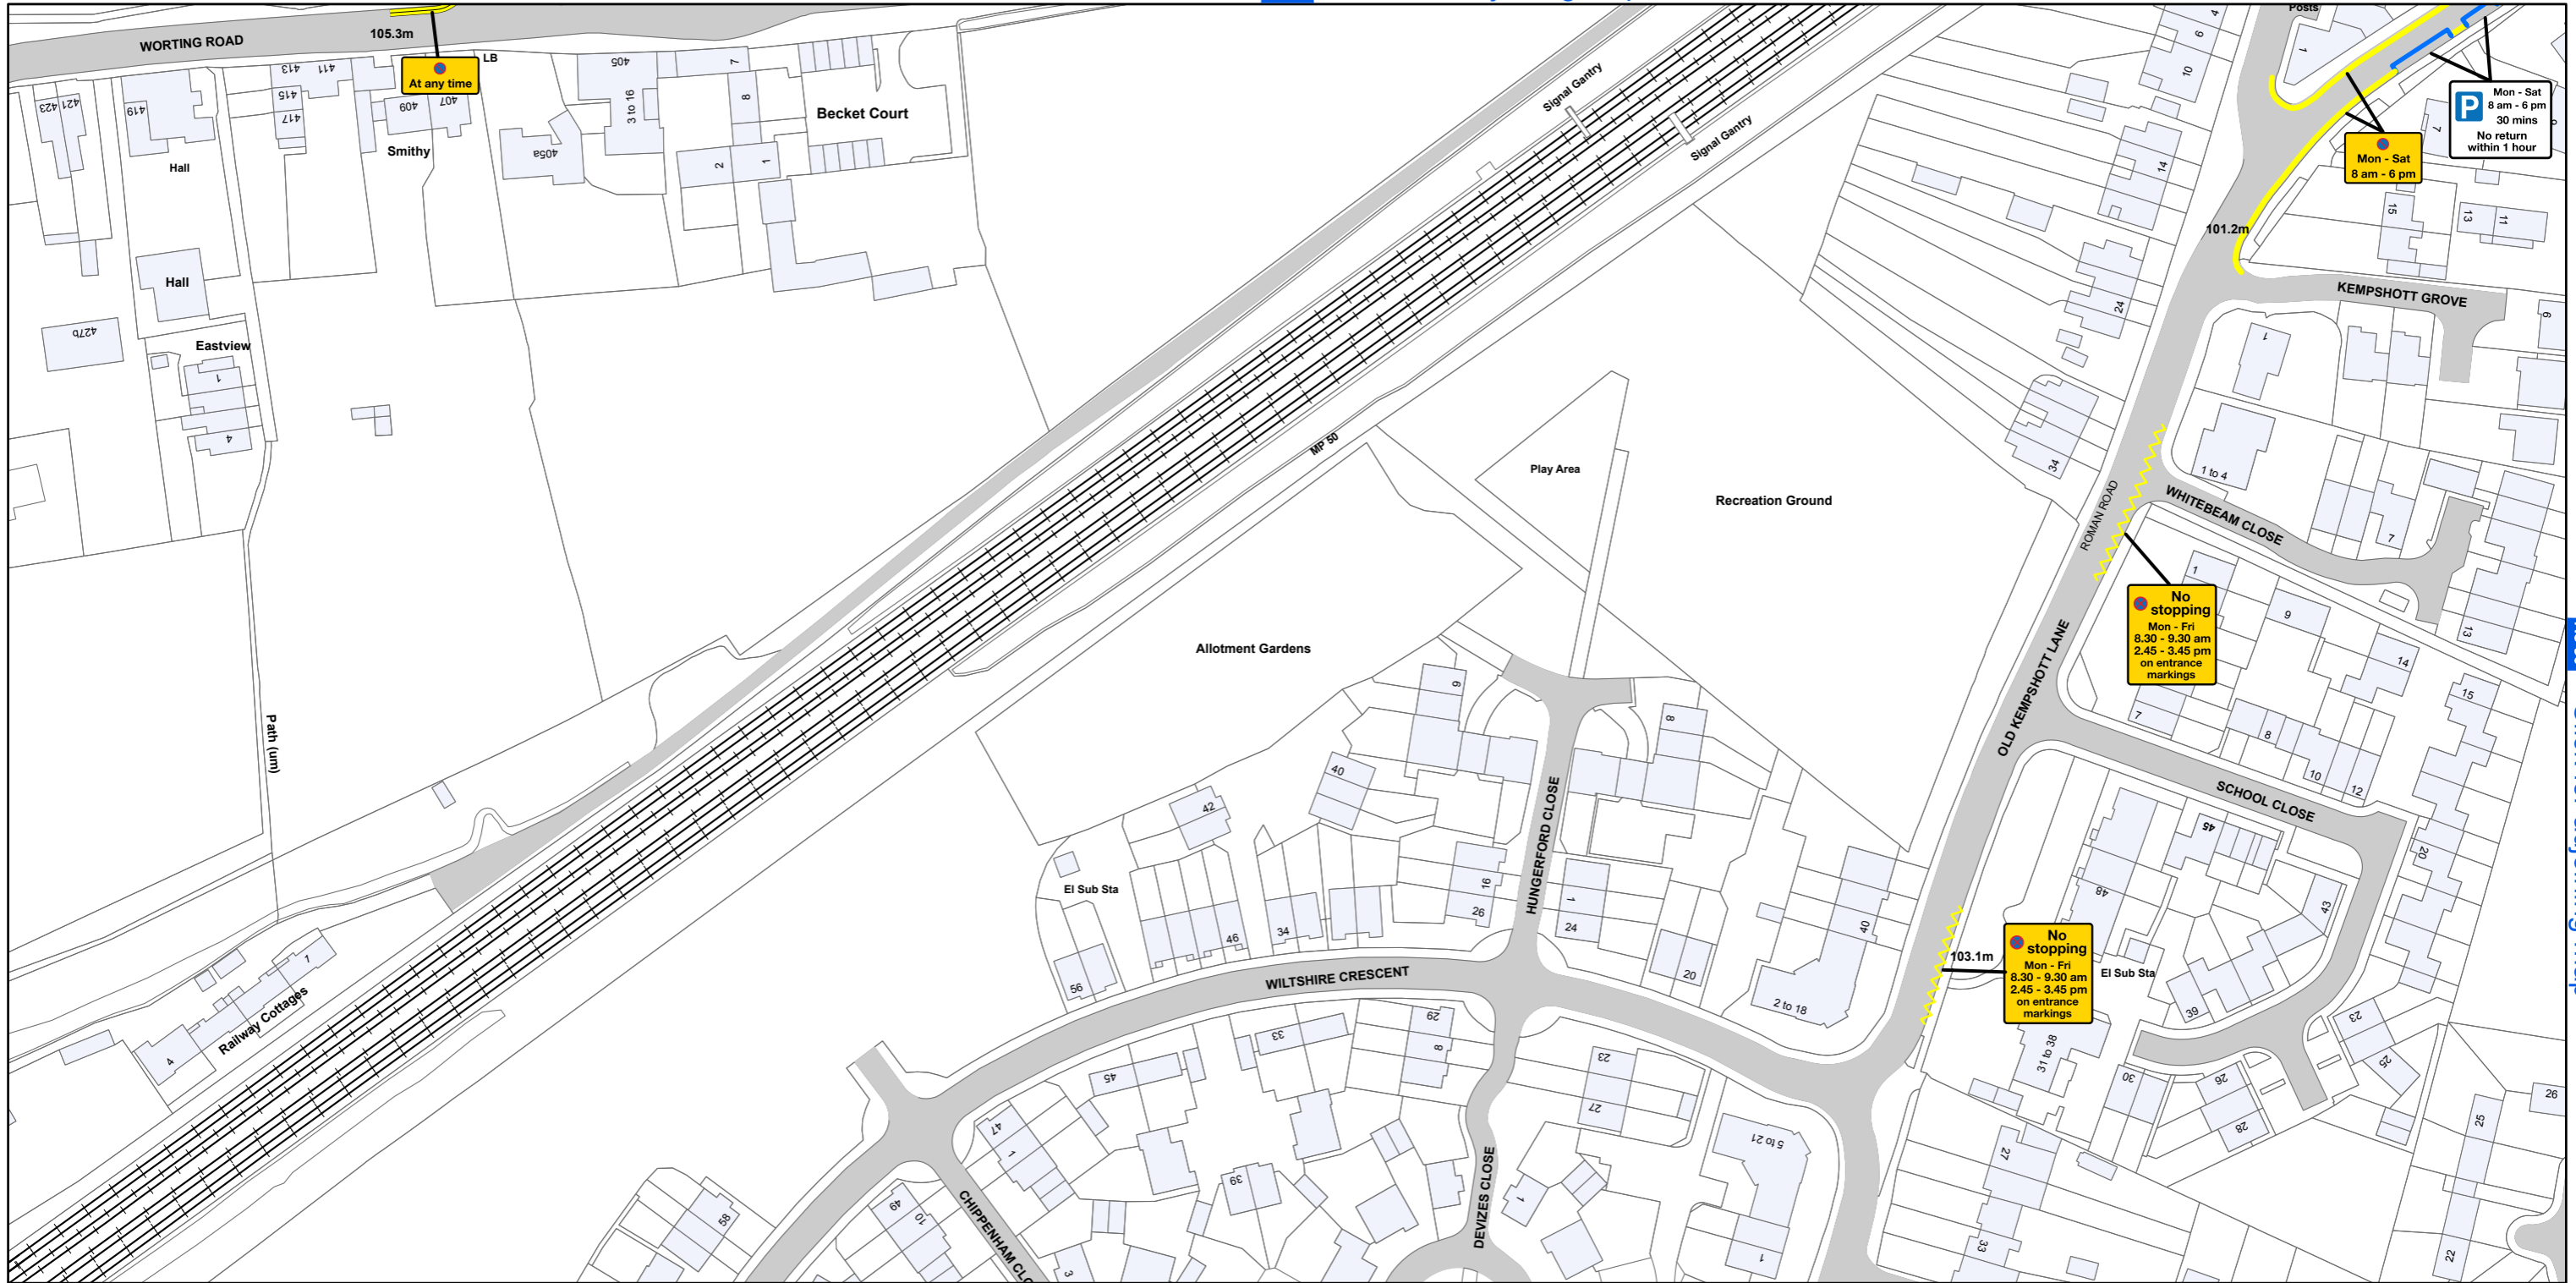 WORTING ROAD
105.3m
LB
At any time
Posts
413
411
415
417
409
407
Smithy
423
421
419
Hall
Hall
427b
Eastview
1
4
405
7
3 to 16
8
405a
2
1
Becket Court
Signal Gantry
Signal Gantry
MP 50
Play Area
Recreation Ground
Allotment Gardens
Path (um)
Railway Cottages
1
4
4
6
10
14
24
34
1
7
P
Mon - Sat
8 am - 6 pm
30 mins
No return
within 1 hour
Mon - Sat
8 am - 6 pm
101.2m
15
13
11
KEMPSHOTT GROVE
1
6
1 to 4
ROMAN ROAD
WHITEBEAM CLOSE
7
13
No
stopping
Mon - Fri
8.30 - 9.30 am
2.45 - 3.45 pm
on entrance
markings
1
9
14
7
8
10
12
15
20
OLD KEMPSHOTT LANE
SCHOOL CLOSE
45
48
43
39
El Sub Sta
103.1m
No
stopping
Mon - Fri
8.30 - 9.30 am
2.45 - 3.45 pm
on entrance
markings
31 to 38
30
26
28
23
25
26
25
22
27
33
HUNGERFORD CLOSE
9
8
40
42
El Sub Sta
56
46
34
16
26
1
24
20
40
2 to 18
WILTSHIRE CRESCENT
29
8
33
45
47
1
39
23
27
5 to 21
1
1
DEVIZES CLOSE
CHIPPENHAM CLO
49
10
58
3